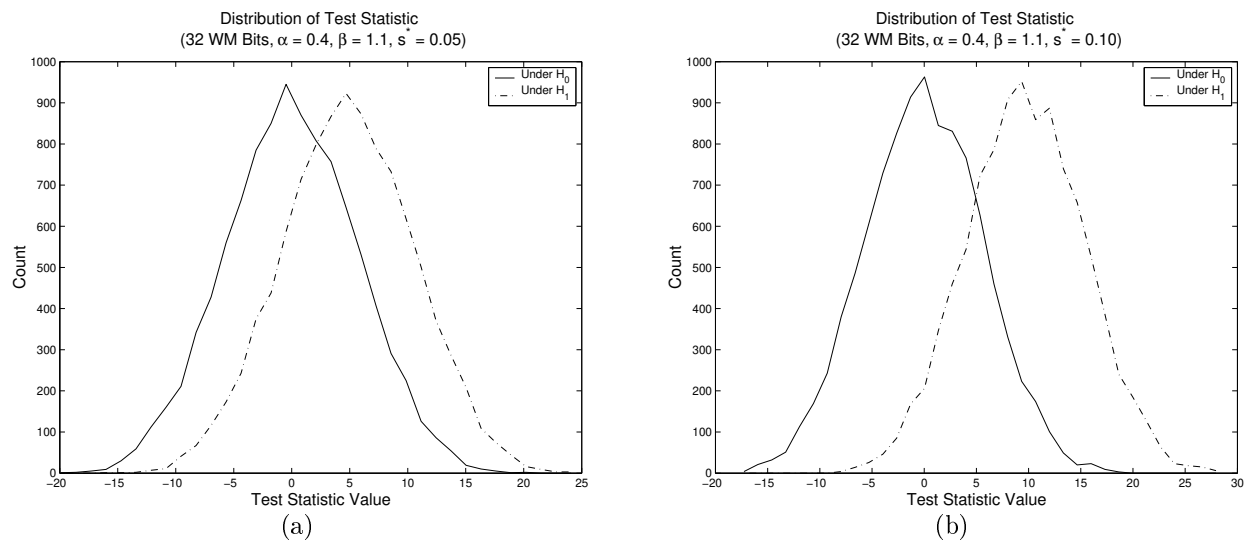 Distribution of Test Statistic
(32 WM Bits, α = 0.4, β = 1.1, s* = 0.05)
1000
900
800
700
600
500
400
300
200
100
0
Count
Under H0
Under H1
−20 −15 −10 −5 0 5 10 15 20 25
Test Statistic Value
(a)
Distribution of Test Statistic
(32 WM Bits, α = 0.4, β = 1.1, s* = 0.10)
1000
900
800
700
600
500
400
300
200
100
0
Count
Under H0
Under H1
−20 −15 −10 −5 0 5 10 15 20 25 30
Test Statistic Value
(b)